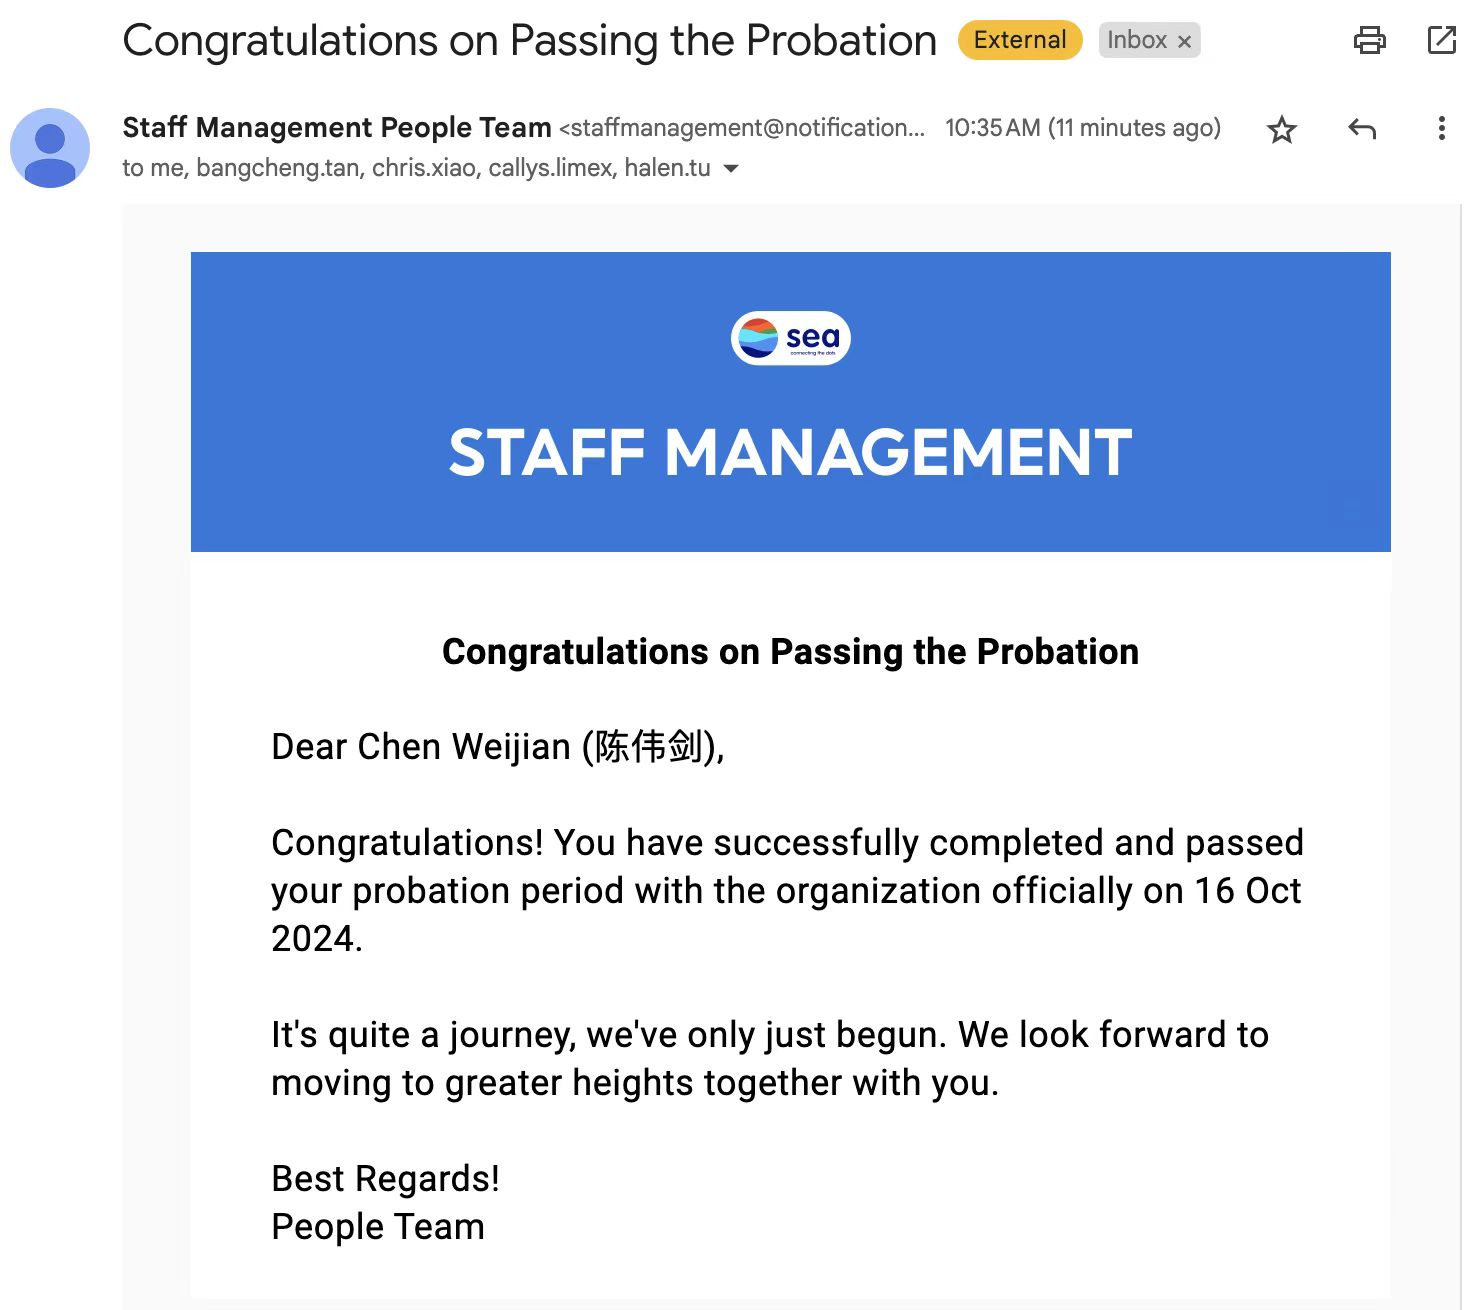 Congratulations on Passing the Probation External Inbox ×
Staff Management People Team <staffmanagement@notification... 10:35 AM (11 minutes ago)
to me, bangcheng.tan, chris.xiao, callys.limex, halen.tu
sea
connecting the dots
STAFF MANAGEMENT
Congratulations on Passing the Probation
Dear Chen Weijian (陈伟剑),
Congratulations! You have successfully completed and passed
your probation period with the organization officially on 16 Oct
2024.
It's quite a journey, we've only just begun. We look forward to
moving to greater heights together with you.
Best Regards!
People Team